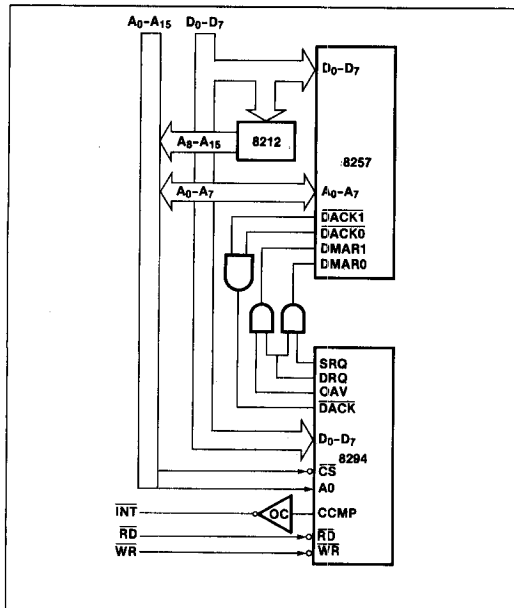 A0–A15 D0–D7
D0–D7
8212
A8–A15
8257
A0–A7 A0–A7
DACK1
DACK0
DMAR1
DMAR0
SRQ
DRQ
OAV
DACK
D0–D7
8294
CS
A0
INT OC CCMP
RD RD
WR WR